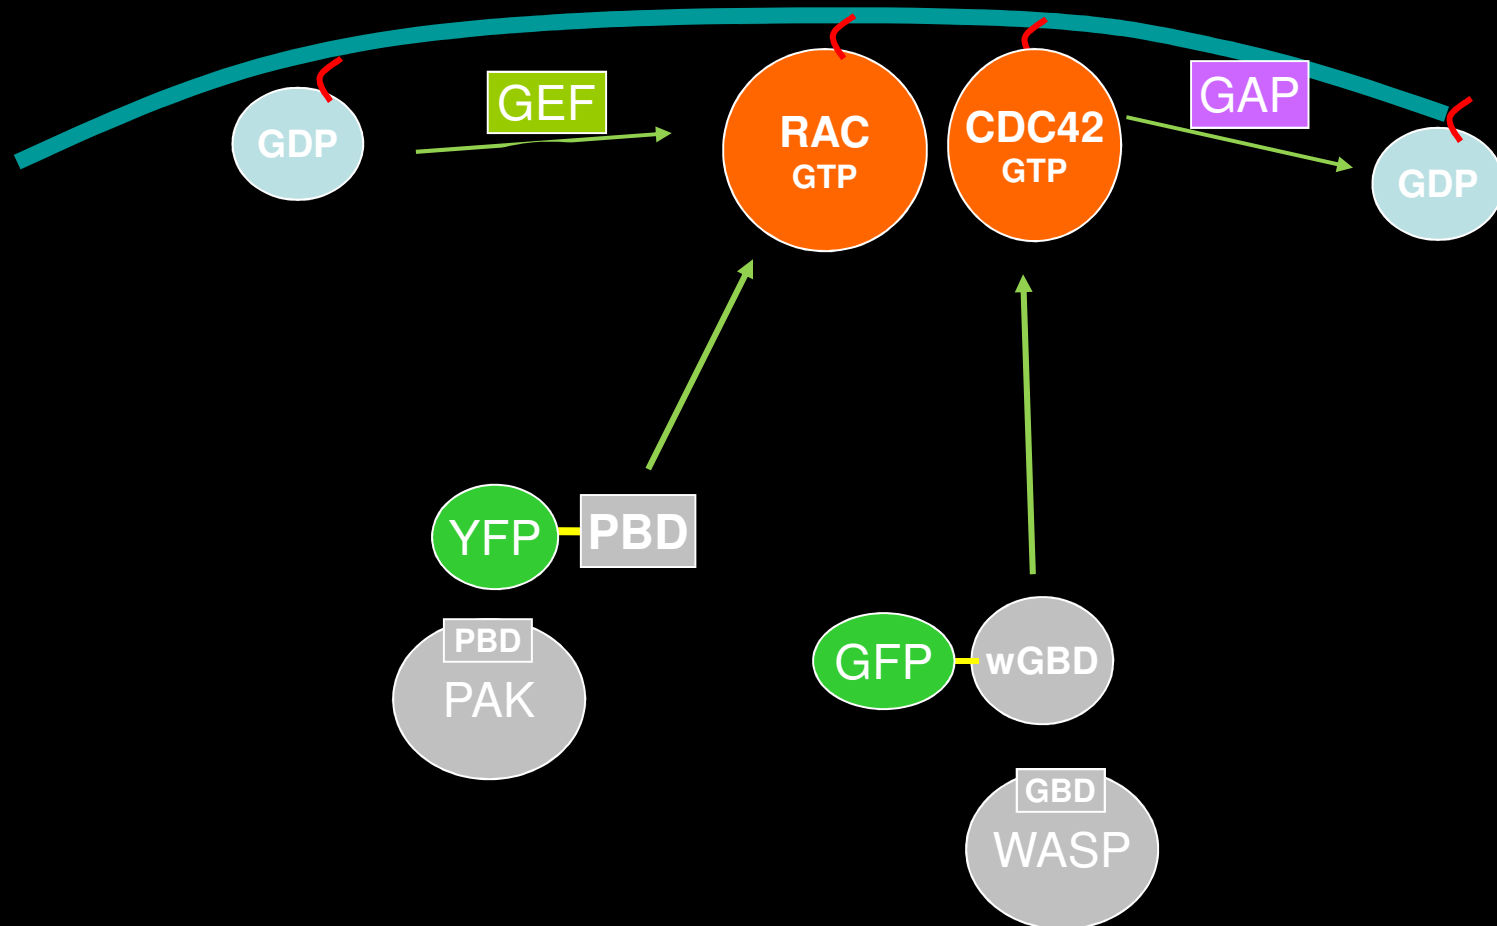 GDP
GEF
RAC
GTP
CDC42
GTP
GAP
GDP
YFP
PBD
PBD
PAK
GFP
wGBD
GBD
WASP